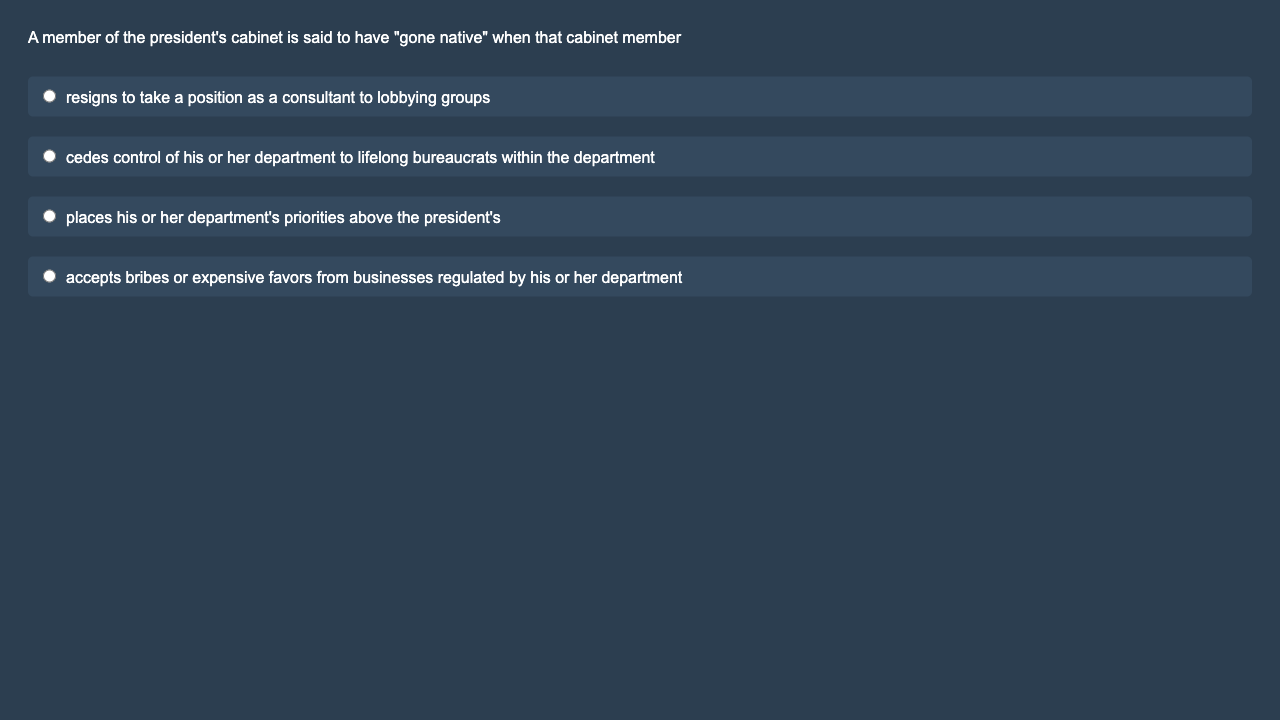 A member of the president's cabinet is said to have "gone native" when that cabinet member
resigns to take a position as a consultant to lobbying groups
cedes control of his or her department to lifelong bureaucrats within the department
places his or her department's priorities above the president's
accepts bribes or expensive favors from businesses regulated by his or her department